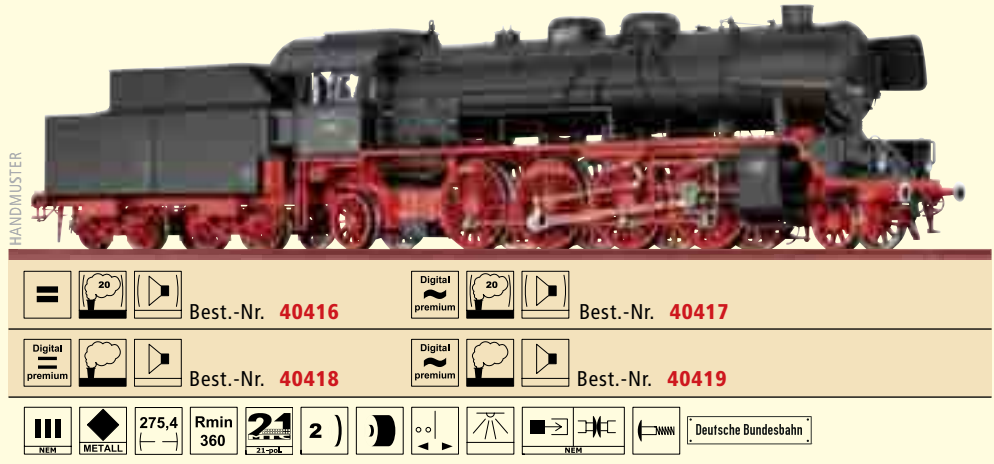 HANDMUSTER
= 20 Best.-Nr. 40416
Digital ~ premium 20 Best.-Nr. 40417
Digital = premium Best.-Nr. 40418
Digital ~ premium Best.-Nr. 40419
NEM
METALL
275,4
Rmin
360
21
21-pol.
2
NEM
Deutsche Bundesbahn